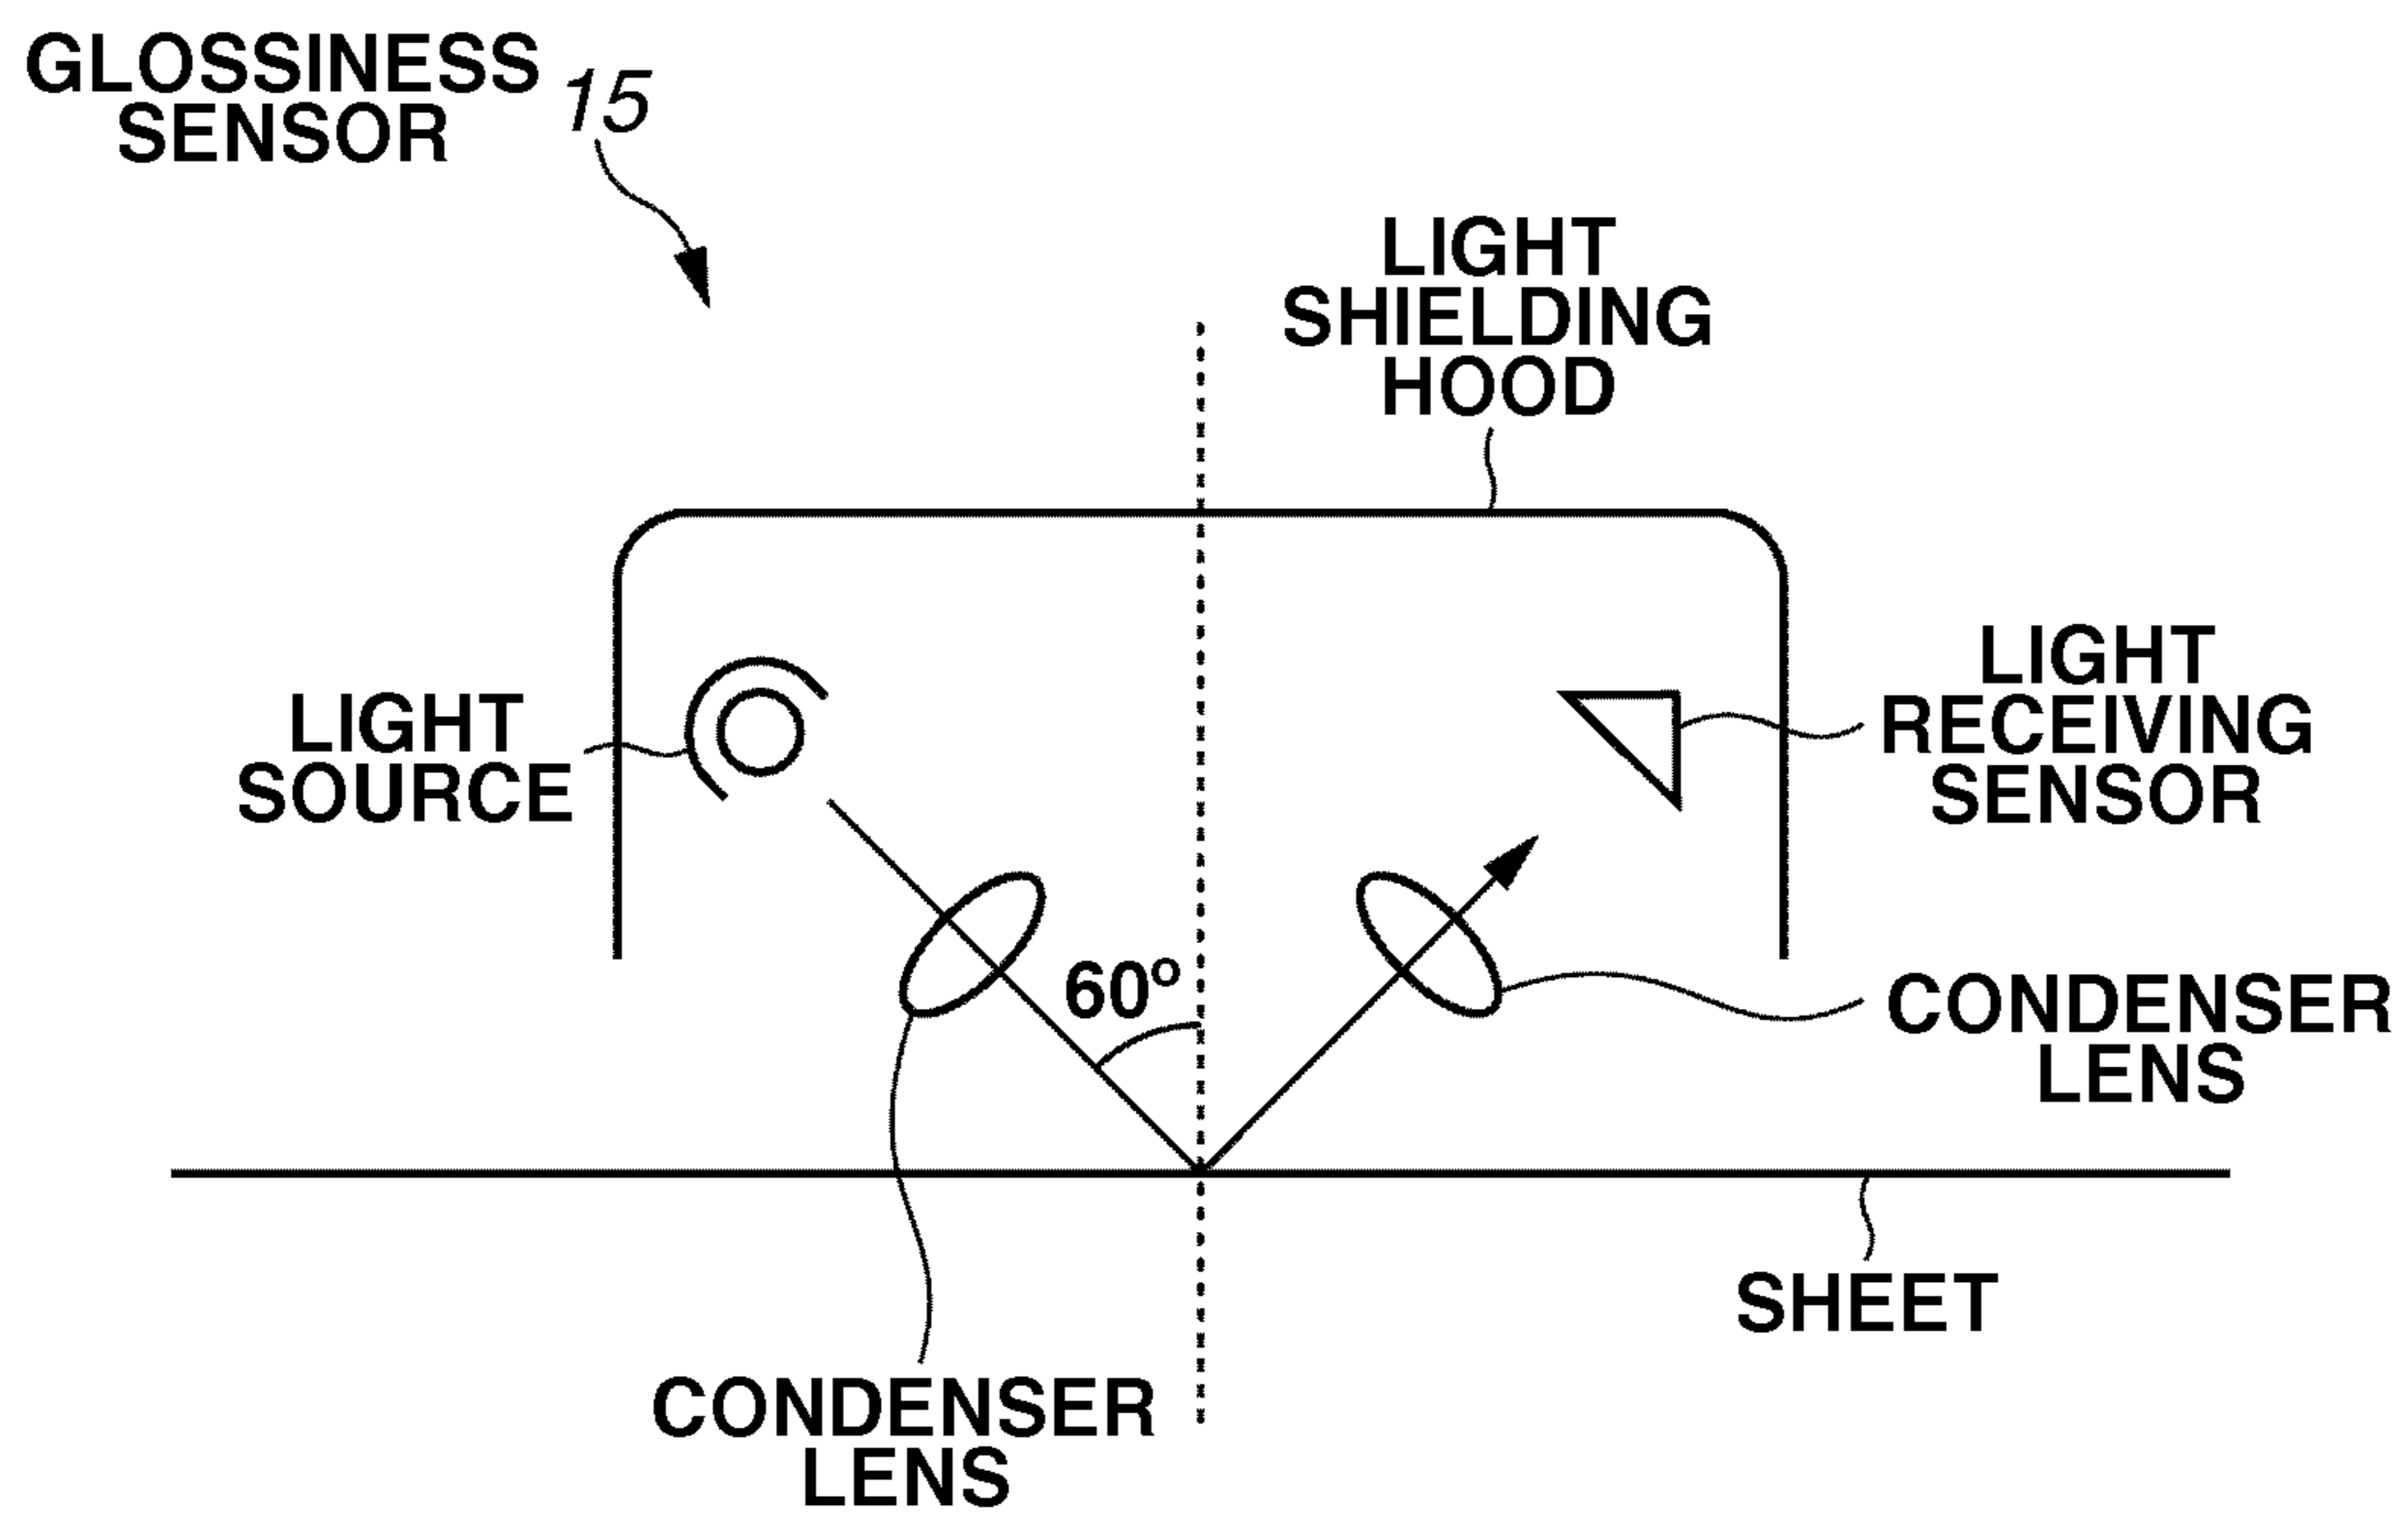 GLOSSINESS
SENSOR
15
LIGHT
SHIELDING
HOOD
LIGHT
SOURCE
LIGHT
RECEIVING
SENSOR
60°
CONDENSER
LENS
SHEET
CONDENSER
LENS